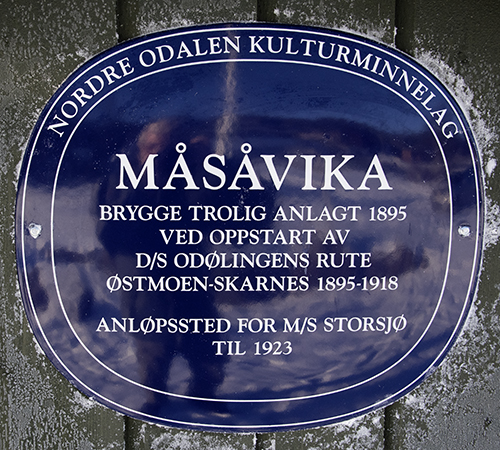 NORDRE ODALEN KULTURMINNELAG
MÅSÅVIKA
BRYGGE TROLIG ANLAGT 1895
VED OPPSTART AV
D/S ODØLINGENS RUTE
ØSTMOEN-SKARNES 1895-1918
ANLØPSSTED FOR M/S STORSJØ
TIL 1923